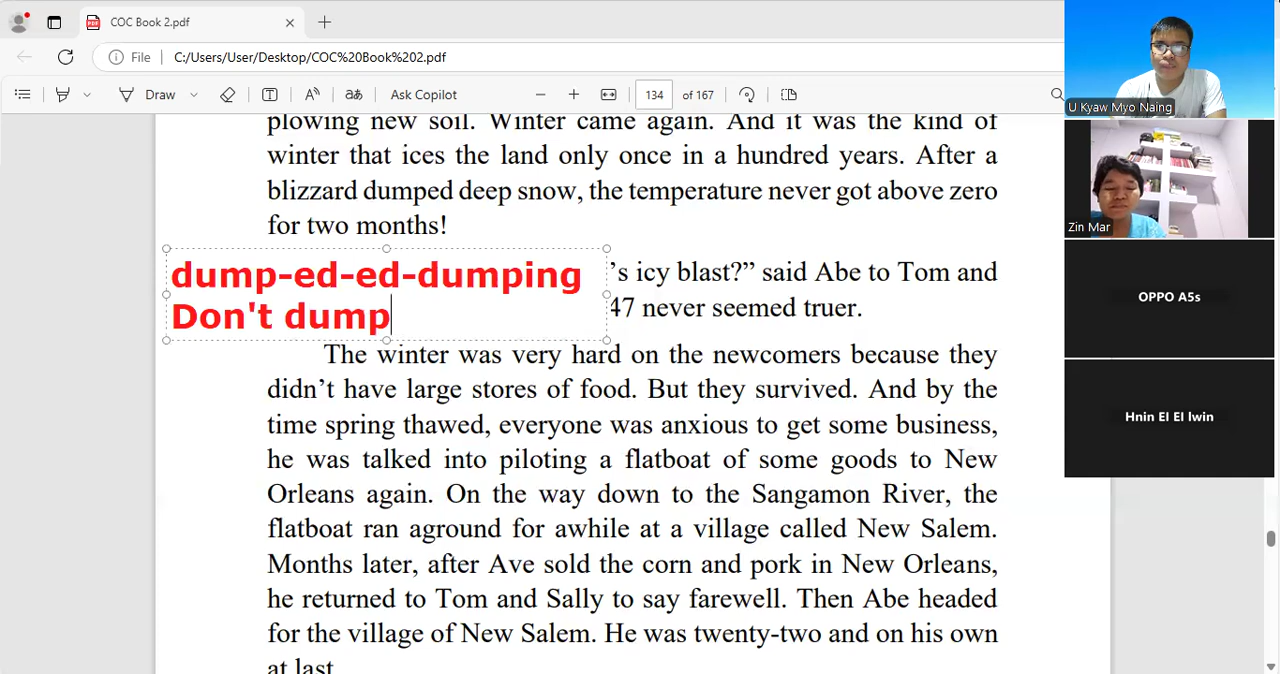 COC Book 2.pdf
File C:/Users/User/Desktop/COC%20Book%202.pdf
Draw Ask Copilot 134 of 167
plowing new soil. Winter came again. And it was the kind of
winter that ices the land only once in a hundred years. After a
blizzard dumped deep snow, the temperature never got above zero
for two months!
dump-ed-ed-dumping
Don't dump
's icy blast?” said Abe to Tom and
47 never seemed truer.
The winter was very hard on the newcomers because they
didn’t have large stores of food. But they survived. And by the
time spring thawed, everyone was anxious to get some business,
he was talked into piloting a flatboat of some goods to New
Orleans again. On the way down to the Sangamon River, the
flatboat ran aground for awhile at a village called New Salem.
Months later, after Ave sold the corn and pork in New Orleans,
he returned to Tom and Sally to say farewell. Then Abe headed
for the village of New Salem. He was twenty-two and on his own
at last
U Kyaw Myo Naing
Zin Mar
OPPO A5s
Hnin EI EI lwin